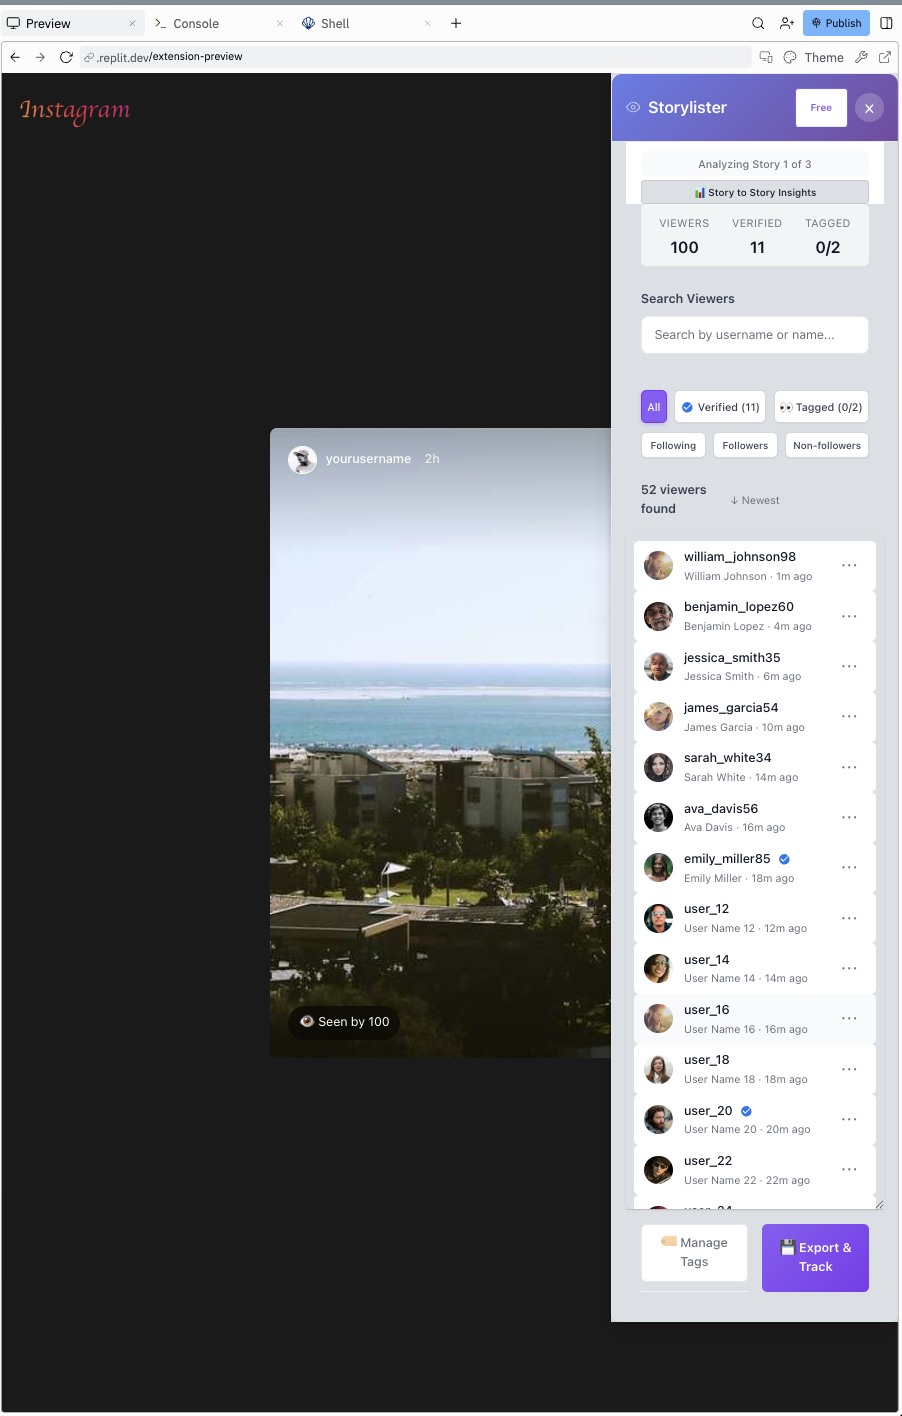 Preview
Console
Shell
Publish
.replit.dev/extension-preview
Theme
Instagram
Storylister
Free
Analyzing Story 1 of 3
Story to Story Insights
VIEWERS VERIFIED TAGGED
100 11 0/2
Search Viewers
Search by username or name...
All
Verified (11)
Tagged (0/2)
Following
Followers
Non-followers
52 viewers
found
↓ Newest
yourusername 2h
Seen by 100
william_johnson98
William Johnson · 1m ago
benjamin_lopez60
Benjamin Lopez · 4m ago
jessica_smith35
Jessica Smith · 6m ago
james_garcia54
James Garcia · 10m ago
sarah_white34
Sarah White · 14m ago
ava_davis56
Ava Davis · 16m ago
emily_miller85
Emily Miller · 18m ago
user_12
User Name 12 · 12m ago
user_14
User Name 14 · 14m ago
user_16
User Name 16 · 16m ago
user_18
User Name 18 · 18m ago
user_20
User Name 20 · 20m ago
user_22
User Name 22 · 22m ago
Manage
Tags
Export &
Track